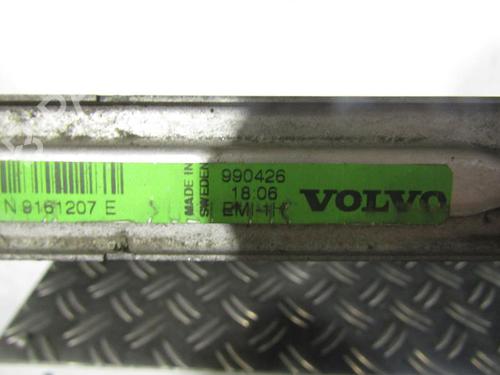 N 9161207 E
MADE IN
SWEDEN
990426
18:06
VOLVO